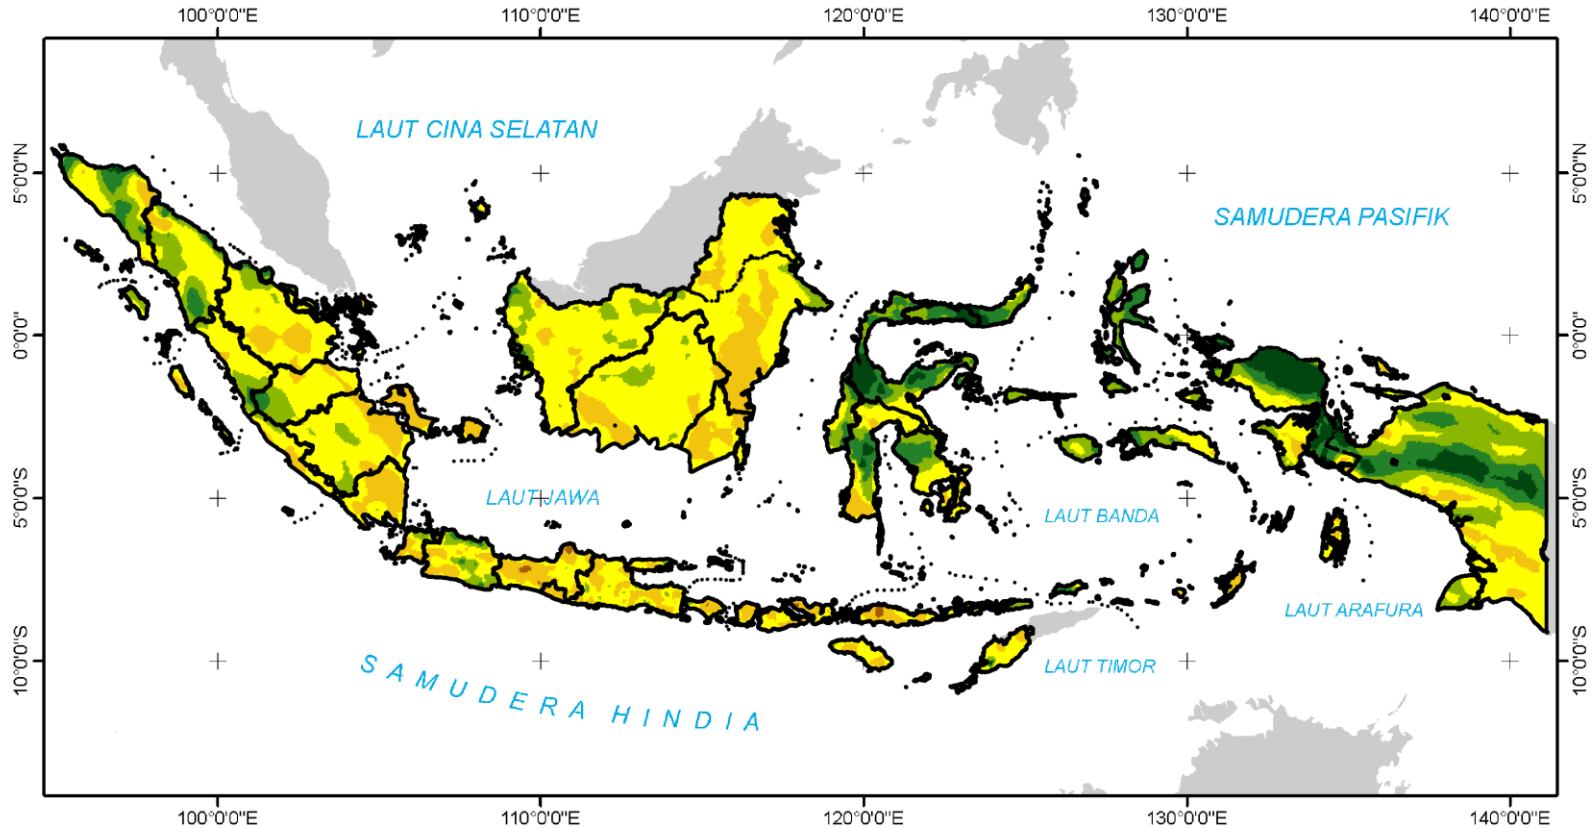 100°0'0"E 110°0'0"E 120°0'0"E 130°0'0"E 140°0'0"E
LAUT CINA SELATAN
5°0'0"N 5°0'0"N
SAMUDERA PASIFIK
0°0'0" 0°0'0"
LAUT JAWA
5°0'0"S 5°0'0"S
LAUT BANDA
LAUT ARAFURA
10°0'0"S 10°0'0"S
LAUT TIMOR
SAMUDERA HINDIA
100°0'0"E 110°0'0"E 120°0'0"E 130°0'0"E 140°0'0"E